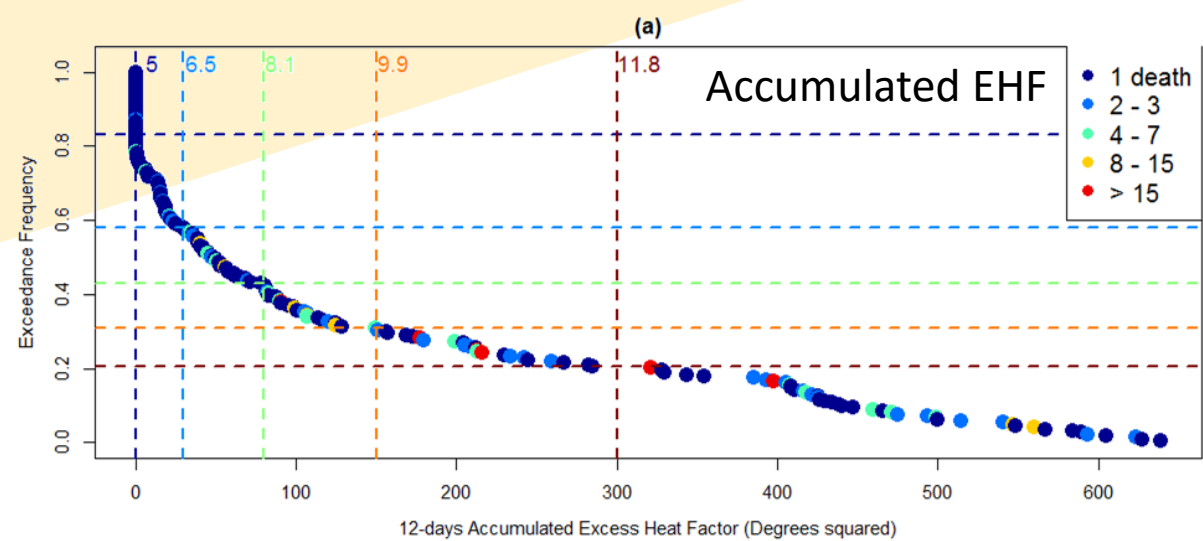 (a)
5 6.5 8.1 9.9 11.8
Accumulated EHF
1 death
2 - 3
4 - 7
8 - 15
> 15
Exceedance Frequency
1.0
0.8
0.6
0.4
0.2
0.0
0 100 200 300 400 500 600
12-days Accumulated Excess Heat Factor (Degrees squared)